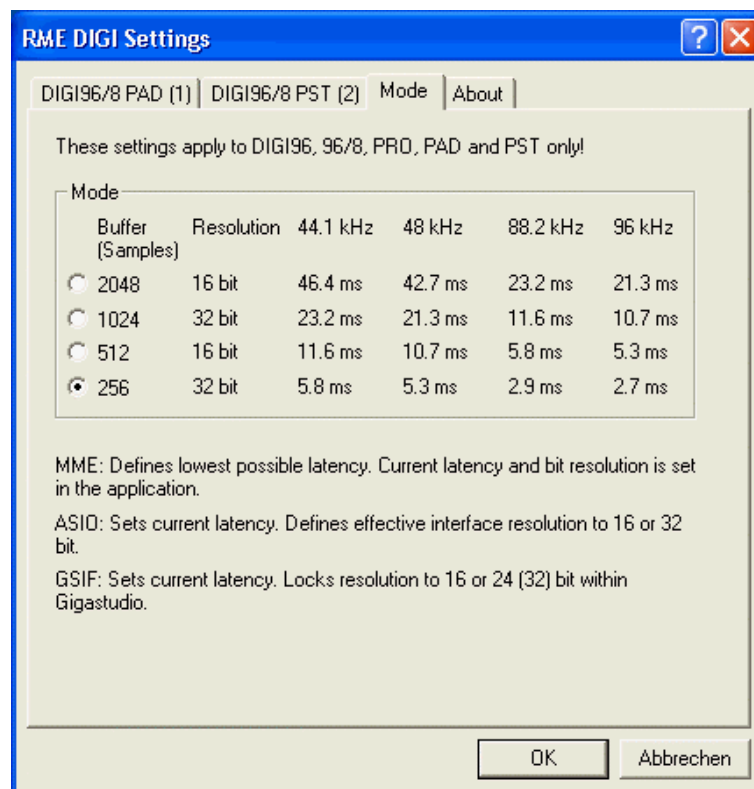 RME DIGI Settings
DIGI96/8 PAD (1) DIGI96/8 PST (2) Mode About
These settings apply to DIGI96, 96/8, PRO, PAD and PST only!
Mode
Buffer (Samples) Resolution 44.1 kHz 48 kHz 88.2 kHz 96 kHz
2048 16 bit 46.4 ms 42.7 ms 23.2 ms 21.3 ms
1024 32 bit 23.2 ms 21.3 ms 11.6 ms 10.7 ms
512 16 bit 11.6 ms 10.7 ms 5.8 ms 5.3 ms
256 32 bit 5.8 ms 5.3 ms 2.9 ms 2.7 ms
MME: Defines lowest possible latency. Current latency and bit resolution is set
in the application.
ASIO: Sets current latency. Defines effective interface resolution to 16 or 32
bit.
GSIF: Sets current latency. Locks resolution to 16 or 24 (32) bit within
Gigastudio.
OK Abbrechen